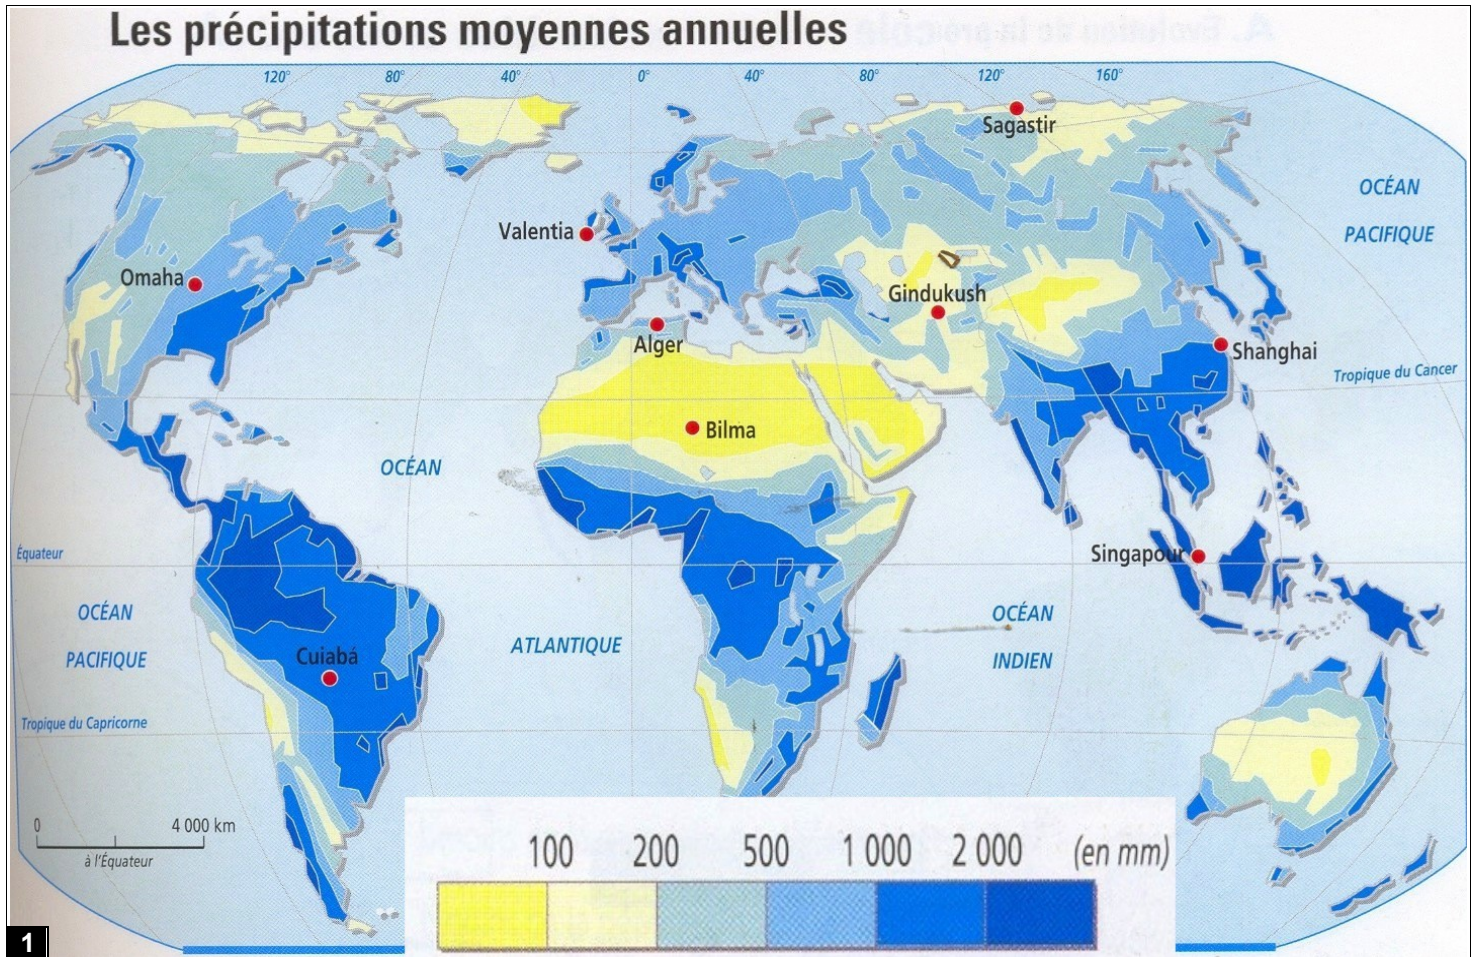 Les précipitations moyennes annuelles
120° 80° 40° 0° 40° 80° 120° 160°
Sagastir
OCÉAN
PACIFIQUE
Valentia
Omaha
Gindukush
Alger
Shanghai
Tropique du Cancer
Bilma
OCÉAN
ATLANTIQUE
Équateur
Singapour
OCÉAN
PACIFIQUE
OCÉAN
INDIEN
Cuiabá
Tropique du Capricorne
0 4 000 km
à l'Équateur
100 200 500 1 000 2 000 (en mm)
1